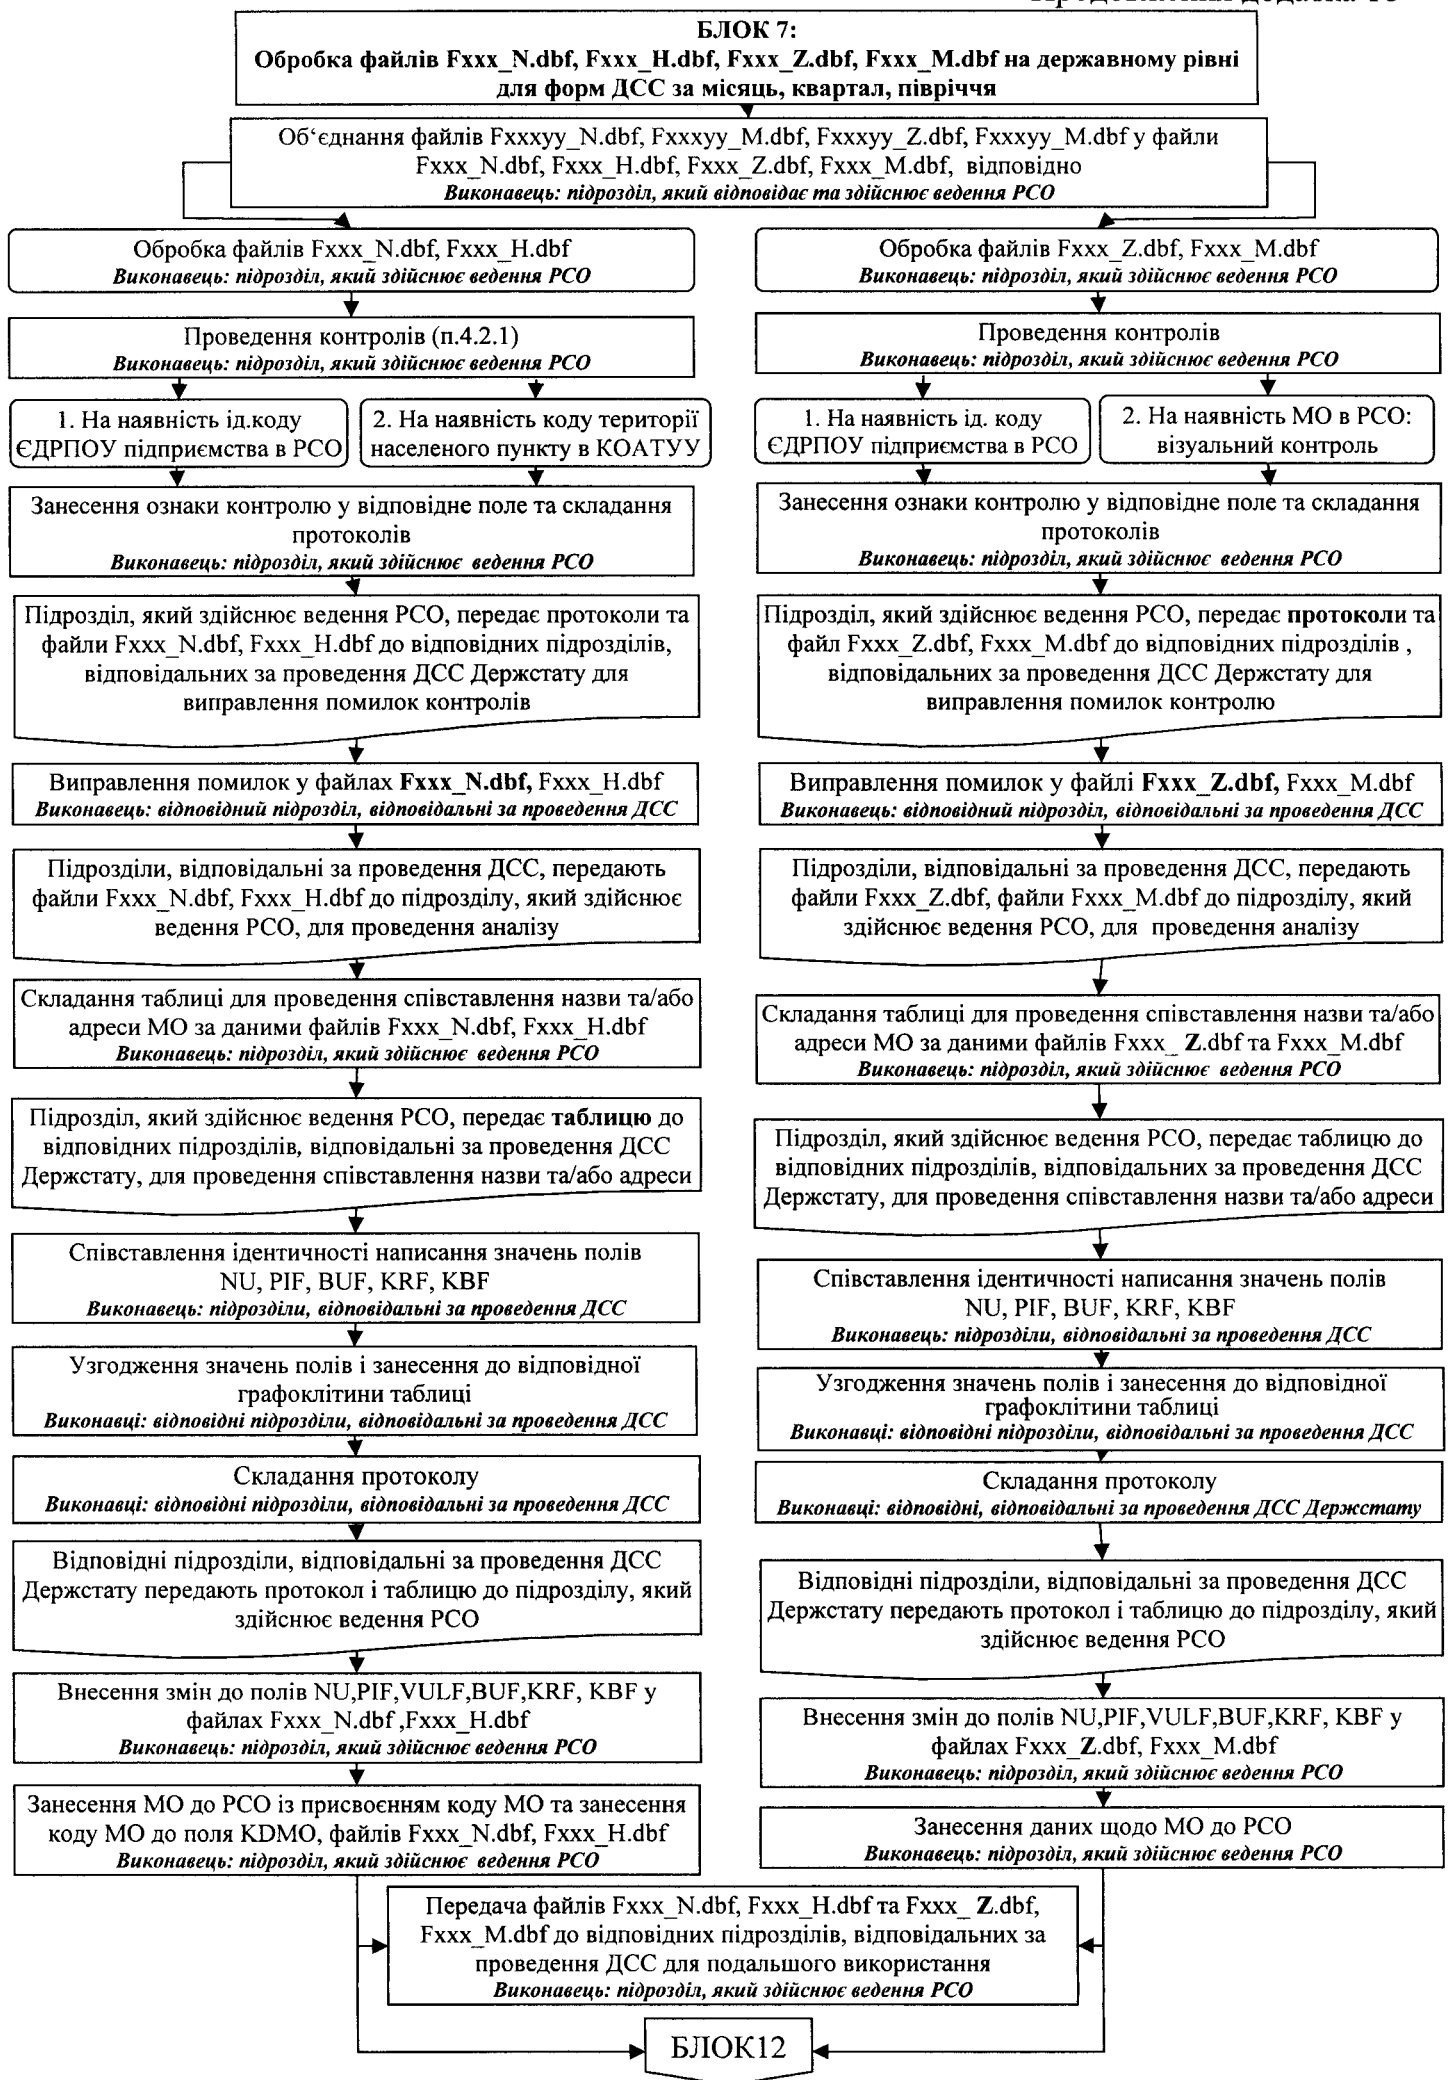 БЛОК 7:
Обробка файлів Fxxx_N.dbf, Fxxx_H.dbf, Fxxx_Z.dbf, Fxxx_M.dbf на державному рівні
для форм ДСС за місяць, квартал, півріччя
Об‘єднання файлів Fxxxyy_N.dbf, Fxxxyy_M.dbf, Fxxxyy_Z.dbf, Fxxxyy_M.dbf у файли
Fxxx_N.dbf, Fxxx_H.dbf, Fxxx_Z.dbf, Fxxx_M.dbf, відповідно
Виконавець: підрозділ, який відповідає та здійснює ведення РСО
Обробка файлів Fxxx_N.dbf, Fxxx_H.dbf
Виконавець: підрозділ, який здійснює ведення РСО
Проведення контролів (п.4.2.1)
Виконавець: підрозділ, який здійснює ведення РСО
1. На наявність ід.коду
ЄДРПОУ підприємства в РСО
2. На наявність коду території
населеного пункту в КОАТУУ
Занесення ознаки контролю у відповідне поле та складання
протоколів
Виконавець: підрозділ, який здійснює ведення РСО
Підрозділ, який здійснює ведення РСО, передає протоколи та
файли Fxxx_N.dbf, Fxxx_H.dbf до відповідних підрозділів,
відповідальних за проведення ДСС Держстату для
виправлення помилок контролів
Виправлення помилок у файлах Fxxx_N.dbf, Fxxx_H.dbf
Виконавець: відповідний підрозділ, відповідальні за проведення ДСС
Підрозділи, відповідальні за проведення ДСС, передають
файли Fxxx_N.dbf, Fxxx_H.dbf до підрозділу, який здійснює
ведення РСО, для проведення аналізу
Складання таблиці для проведення співставлення назви та/або
адреси МО за даними файлів Fxxx_N.dbf, Fxxx_H.dbf
Виконавець: підрозділ, який здійснює ведення РСО
Підрозділ, який здійснює ведення РСО, передає таблицю до
відповідних підрозділів, відповідальні за проведення ДСС
Держстату, для проведення співставлення назви та/або адреси
Співставлення ідентичності написання значень полів
NU, PIF, BUF, KRF, KBF
Виконавець: підрозділи, відповідальні за проведення ДСС
Узгодження значень полів і занесення до відповідної
графоклітини таблиці
Виконавці: відповідні підрозділи, відповідальні за проведення ДСС
Складання протоколу
Виконавці: відповідні підрозділи, відповідальні за проведення ДСС
Відповідні підрозділи, відповідальні за проведення ДСС
Держстату передають протокол і таблицю до підрозділу, який
здійснює ведення РСО
Внесення змін до полів NU,PIF,VULF,BUF,KRF, KBF у
файлах Fxxx_N.dbf ,Fxxx_H.dbf
Виконавець: підрозділ, який здійснює ведення РСО
Занесення МО до РСО із присвоєнням коду МО та занесення
коду МО до поля KDMO, файлів Fxxx_N.dbf, Fxxx_H.dbf
Виконавець: підрозділ, який здійснює ведення РСО
Обробка файлів Fxxx_Z.dbf, Fxxx_M.dbf
Виконавець: підрозділ, який здійснює ведення РСО
Проведення контролів
Виконавець: підрозділ, який здійснює ведення РСО
1. На наявність ід. коду
ЄДРПОУ підприємства в РСО
2. На наявність МО в РСО:
візуальний контроль
Занесення ознаки контролю у відповідне поле та складання
протоколів
Виконавець: підрозділ, який здійснює ведення РСО
Підрозділ, який здійснює ведення РСО, передає протоколи та
файл Fxxx_Z.dbf, Fxxx_M.dbf до відповідних підрозділів ,
відповідальних за проведення ДСС Держстату для
виправлення помилок контролю
Виправлення помилок у файлі Fxxx_Z.dbf, Fxxx_M.dbf
Виконавець: відповідний підрозділ, відповідальні за проведення ДСС
Підрозділи, відповідальні за проведення ДСС, передають
файли Fxxx_Z.dbf, файли Fxxx_M.dbf до підрозділу, який
здійснює ведення РСО, для проведення аналізу
Складання таблиці для проведення співставлення назви та/або
адреси МО за даними файлів Fxxx_ Z.dbf та Fxxx_M.dbf
Виконавець: підрозділ, який здійснює ведення РСО
Підрозділ, який здійснює ведення РСО, передає таблицю до
відповідних підрозділів, відповідальних за проведення ДСС
Держстату, для проведення співставлення назви та/або адреси
Співставлення ідентичності написання значень полів
NU, PIF, BUF, KRF, KBF
Виконавець: підрозділи, відповідальні за проведення ДСС
Узгодження значень полів і занесення до відповідної
графоклітини таблиці
Виконавці: відповідні підрозділи, відповідальні за проведення ДСС
Складання протоколу
Виконавці: відповідні, відповідальні за проведення ДСС Держстату
Відповідні підрозділи, відповідальні за проведення ДСС
Держстату передають протокол і таблицю до підрозділу, який
здійснює ведення РСО
Внесення змін до полів NU,PIF,VULF,BUF,KRF, KBF у
файлах Fxxx_Z.dbf, Fxxx_M.dbf
Виконавець: підрозділ, який здійснює ведення РСО
Занесення даних щодо МО до РСО
Виконавець: підрозділ, який здійснює ведення РСО
Передача файлів Fxxx_N.dbf, Fxxx_H.dbf та Fxxx_ Z.dbf,
Fxxx_M.dbf до відповідних підрозділів, відповідальних за
проведення ДСС для подальшого використання
Виконавець: підрозділ, який здійснює ведення РСО
БЛОК12